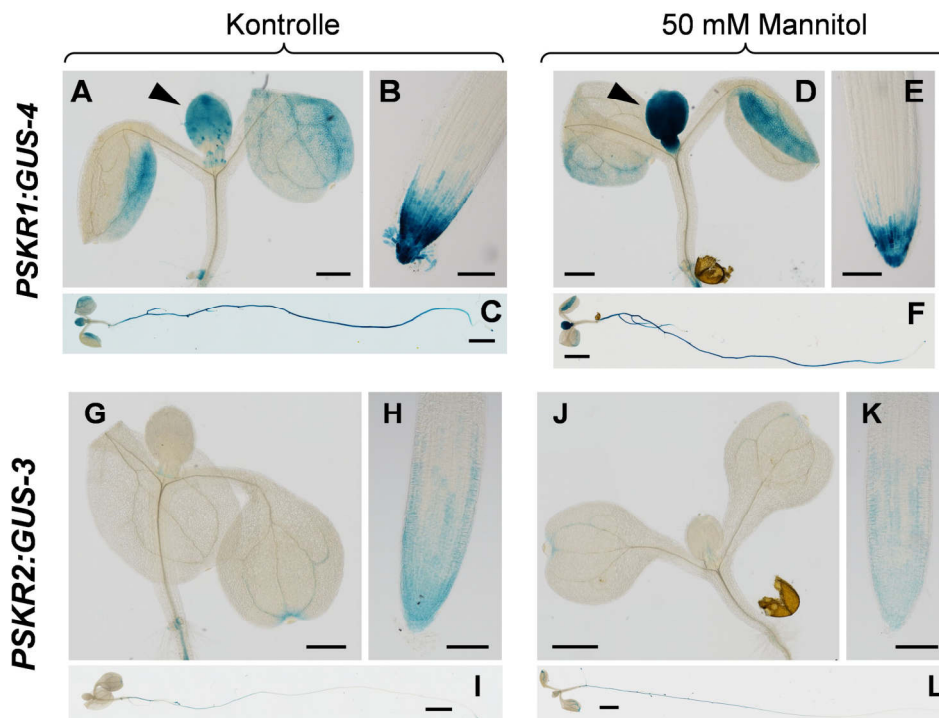 Kontrolle
50 mM Mannitol
PSKR1:GUS-4
A
B
D
E
C
F
PSKR2:GUS-3
G
H
J
K
I
L